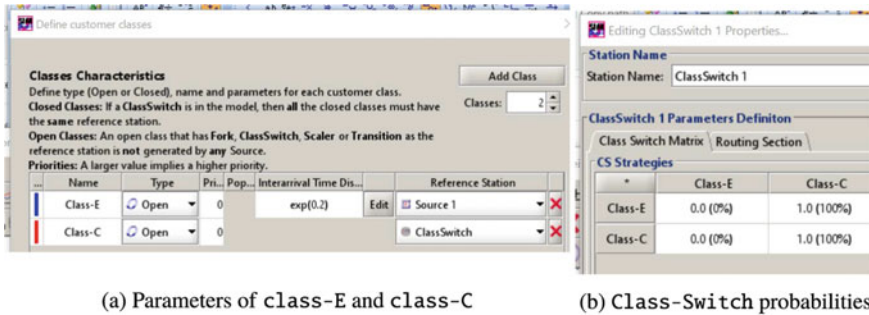 Define customer classes
Classes Characteristics
Define type (Open or Closed), name and parameters for each customer class.
Closed Classes: If a ClassSwitch is in the model, then all the closed classes must have
the same reference station.
Open Classes: An open class that has Fork, ClassSwitch, Scaler or Transition as the
reference station is not generated by any Source.
Priorities: A larger value implies a higher priority.
Add Class
Classes: 2
... Name Type Pri... Pop... Interarrival Time Dis... Reference Station
Class-E Open 0 exp(0.2) Edit Source 1
Class-C Open 0 ClassSwitch
(a) Parameters of class-E and class-C
Editing ClassSwitch 1 Properties...
Station Name
Station Name: ClassSwitch 1
ClassSwitch 1 Parameters Definiton
Class Switch Matrix Routing Section
CS Strategies
* Class-E Class-C
Class-E 0.0 (0%) 1.0 (100%)
Class-C 0.0 (0%) 1.0 (100%)
(b) Class-Switch probabilities